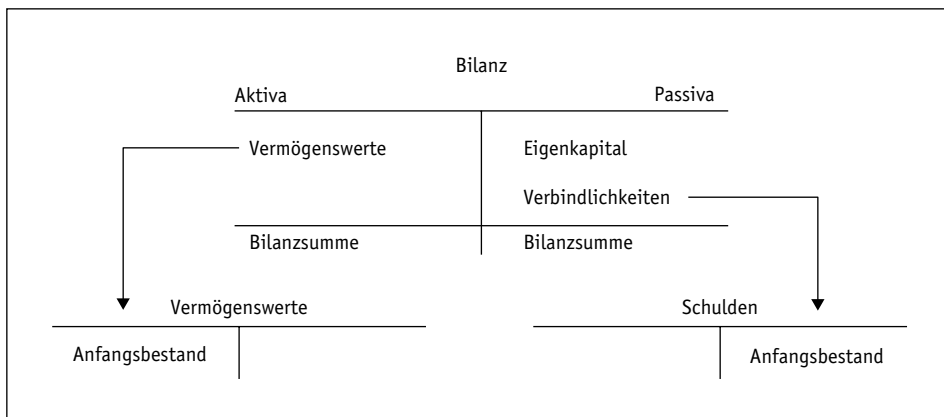 Bilanz
Aktiva Passiva
Vermögenswerte Eigenkapital
Verbindlichkeiten
Bilanzsumme Bilanzsumme
Vermögenswerte Schulden
Anfangsbestand Anfangsbestand